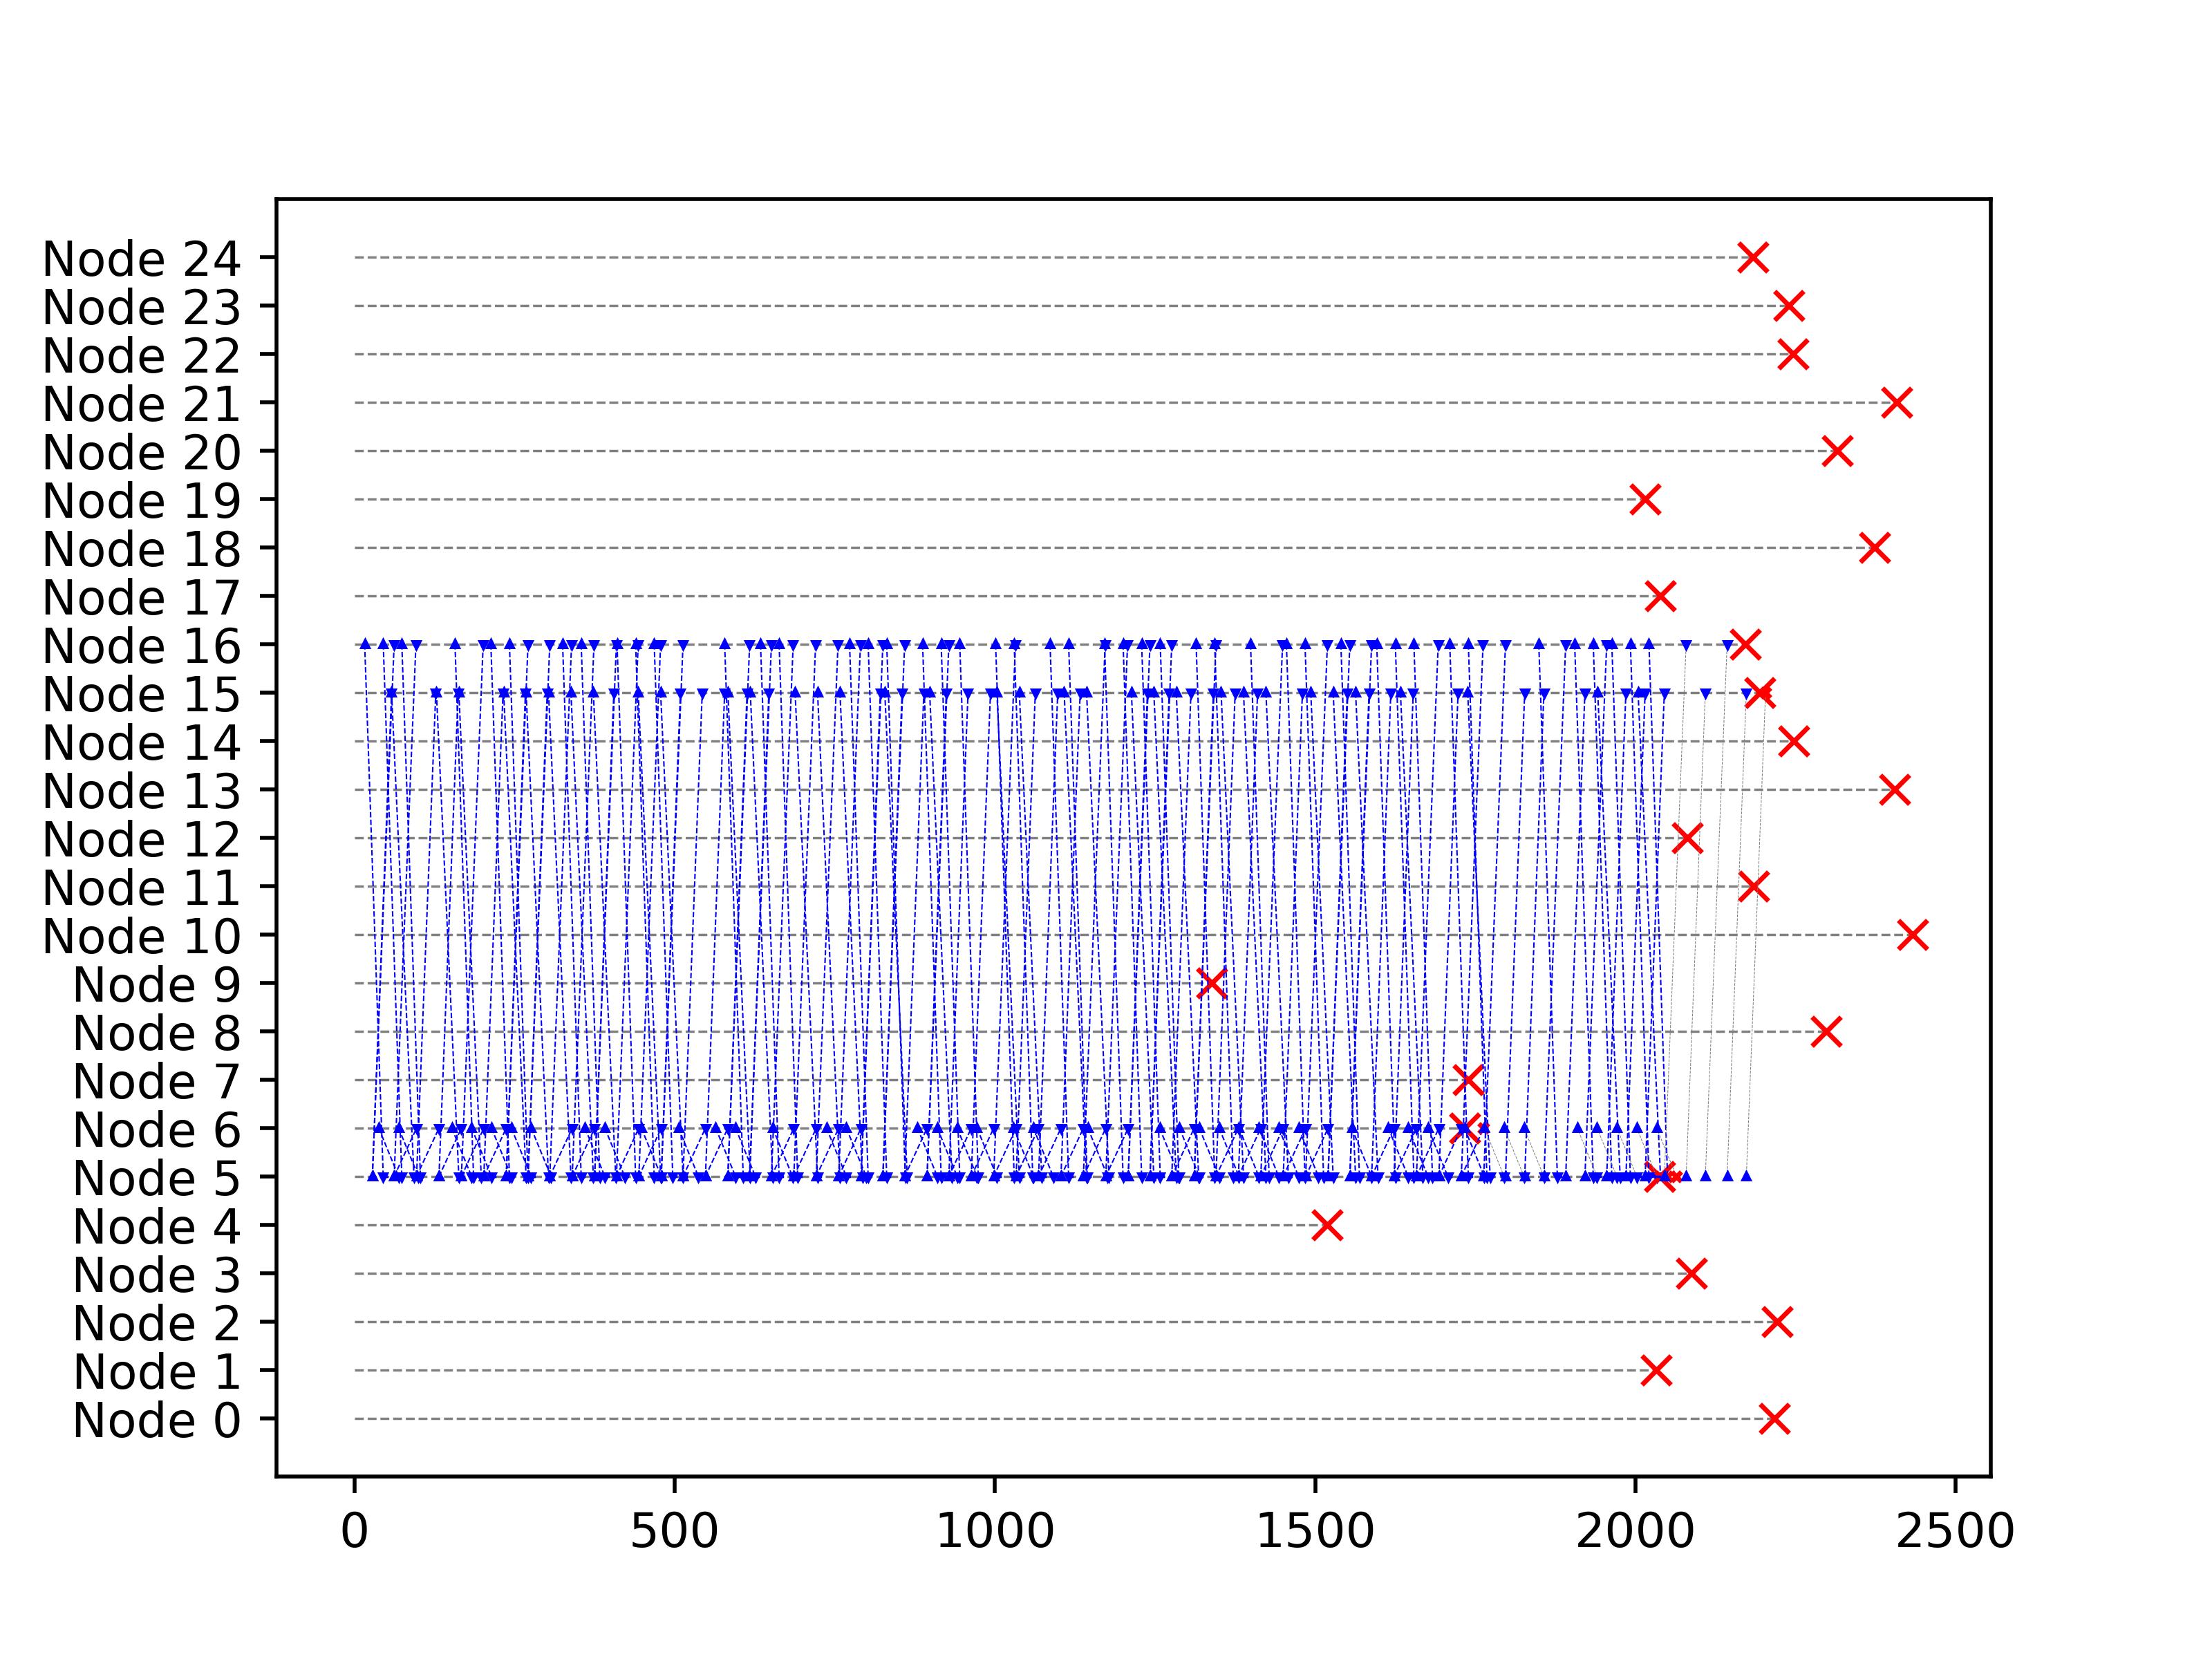 Node 24
Node 23
Node 22
Node 21
Node 20
Node 19
Node 18
Node 17
Node 16
Node 15
Node 14
Node 13
Node 12
Node 11
Node 10
Node 9
Node 8
Node 7
Node 6
Node 5
Node 4
Node 3
Node 2
Node 1
Node 0
0 500 1000 1500 2000 2500